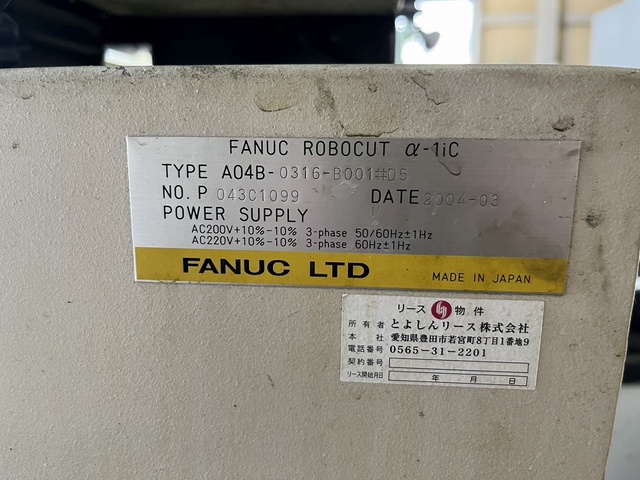 FANUC ROBOCUT α-1iC
TYPE A04B-0316-B001#D5
NO. P 043C1099 DATE 2004-03
POWER SUPPLY
AC200V+10%-10% 3-phase 50/60Hz±1Hz
AC220V+10%-10% 3-phase 60Hz±1Hz
FANUC LTD MADE IN JAPAN
リース 物件
所有者 とよしんリース株式会社
本社 愛知県豊田市若宮町8丁目1番地9
電話番号 0565-31-2201
契約番号
リース開始月日 年 月 日